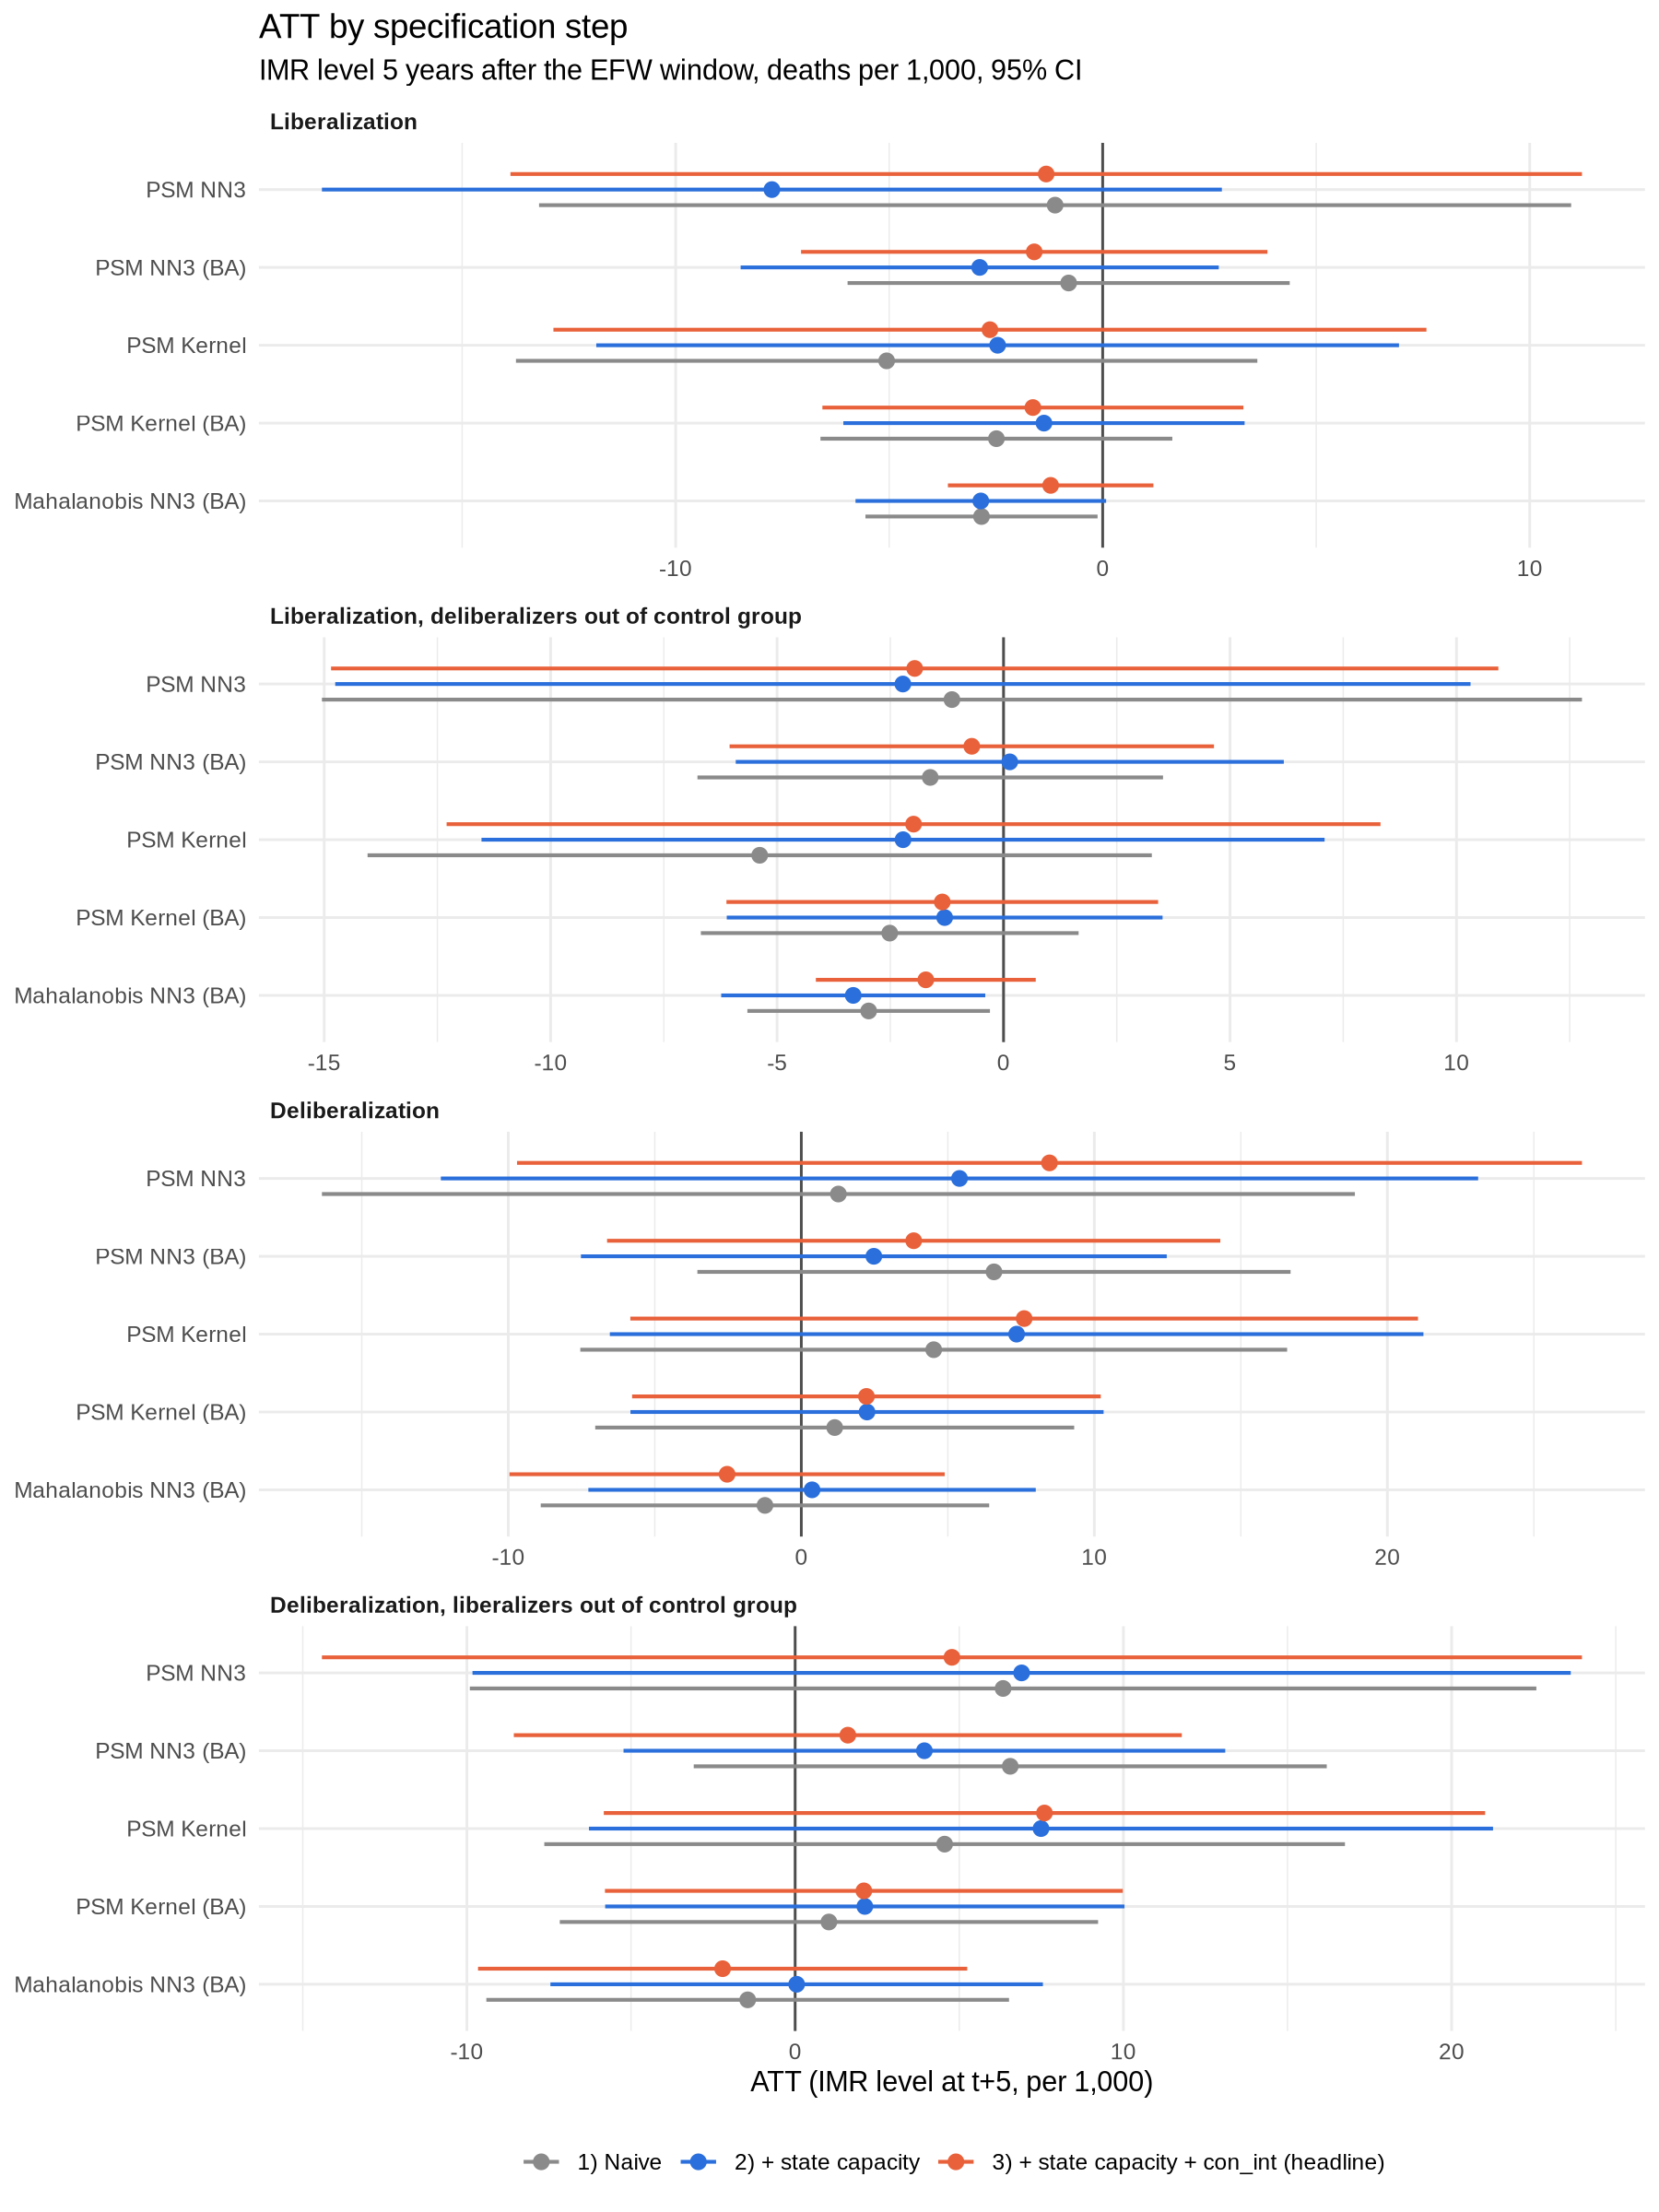 ATT by specification step
IMR level 5 years after the EFW window, deaths per 1,000, 95% CI
Liberalization
PSM NN3
PSM NN3 (BA)
PSM Kernel
PSM Kernel (BA)
Mahalanobis NN3 (BA)
-10 0 10
Liberalization, deliberalizers out of control group
PSM NN3
PSM NN3 (BA)
PSM Kernel
PSM Kernel (BA)
Mahalanobis NN3 (BA)
-15 -10 -5 0 5 10
Deliberalization
PSM NN3
PSM NN3 (BA)
PSM Kernel
PSM Kernel (BA)
Mahalanobis NN3 (BA)
-10 0 10 20
Deliberalization, liberalizers out of control group
PSM NN3
PSM NN3 (BA)
PSM Kernel
PSM Kernel (BA)
Mahalanobis NN3 (BA)
-10 0 10 20
ATT (IMR level at t+5, per 1,000)
1) Naive 2) + state capacity 3) + state capacity + con_int (headline)